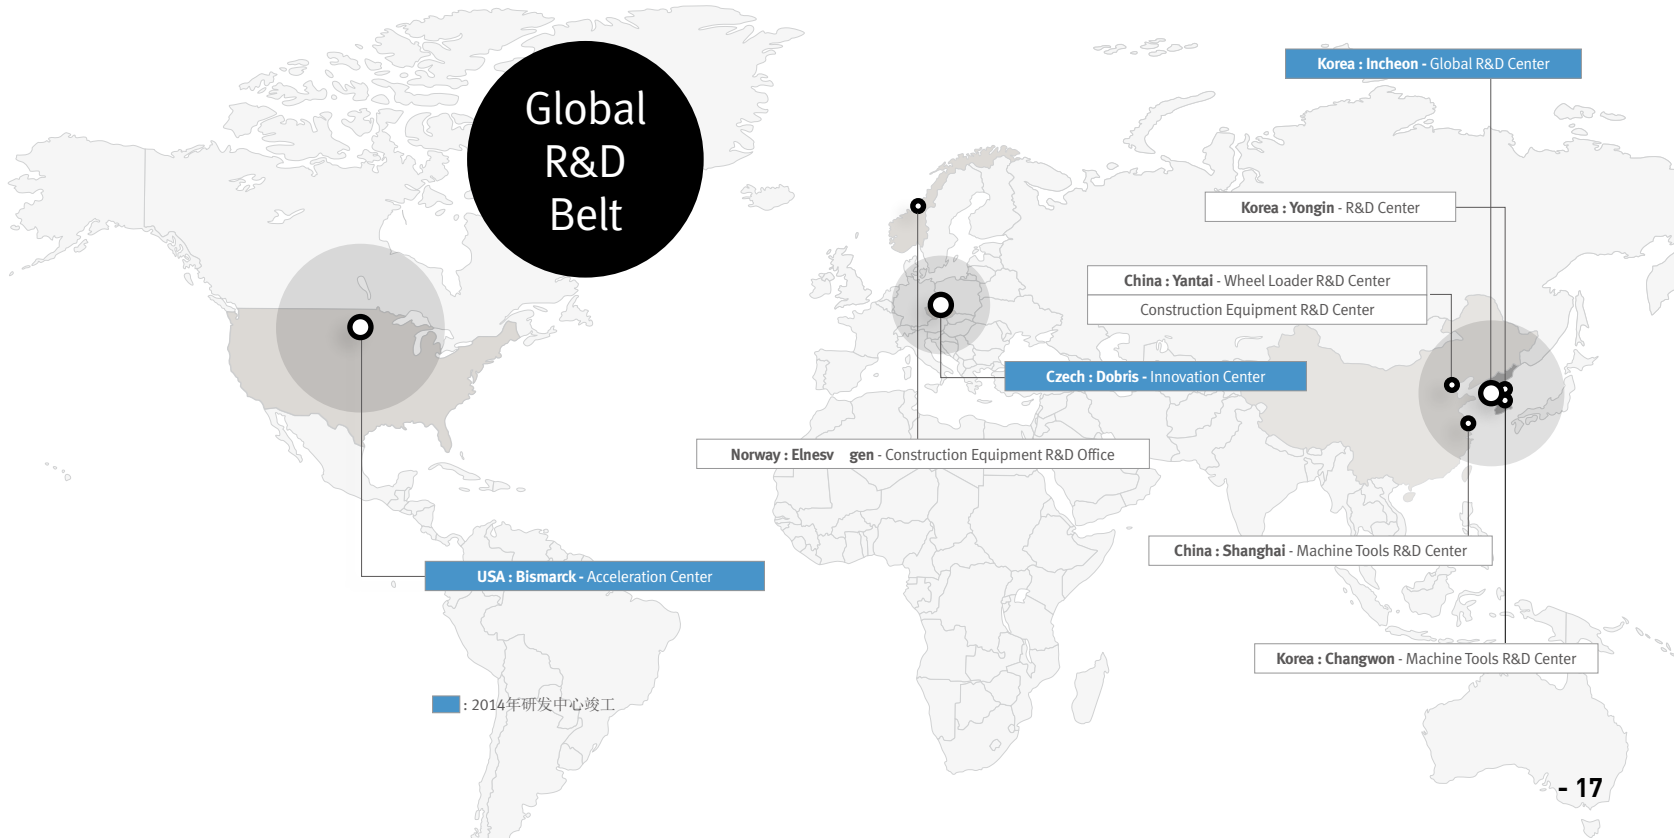 Global
R&D
Belt
Korea : Incheon - Global R&D Center
Korea : Yongin - R&D Center
China : Yantai - Wheel Loader R&D Center
Construction Equipment R&D Center
Czech : Dobris - Innovation Center
Norway : Elnesv gen - Construction Equipment R&D Office
China : Shanghai - Machine Tools R&D Center
USA : Bismarck - Acceleration Center
Korea : Changwon - Machine Tools R&D Center
: 2014年研发中心竣工
- 17